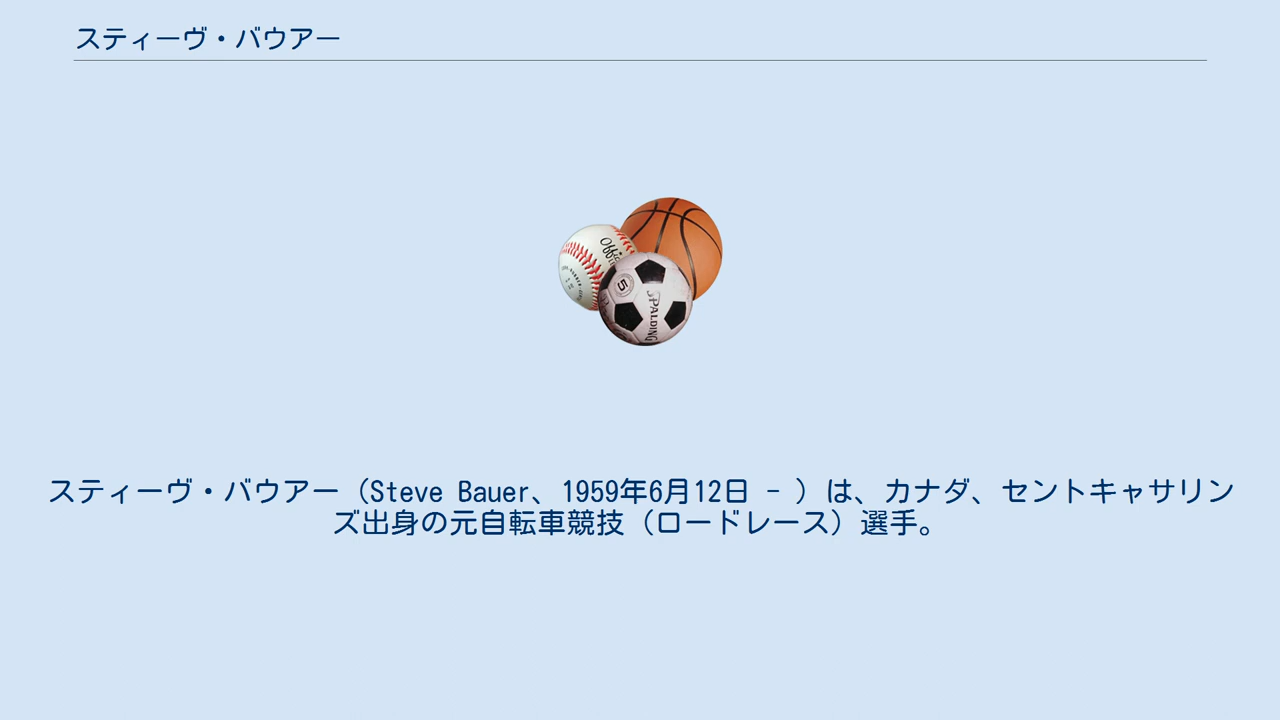 スティーヴ・バウアー
Offici
5
SPALDING
スティーヴ・バウアー（Steve Bauer、1959年6月12日 - ）は、カナダ、セントキャサリン
ズ出身の元自転車競技（ロードレース）選手。